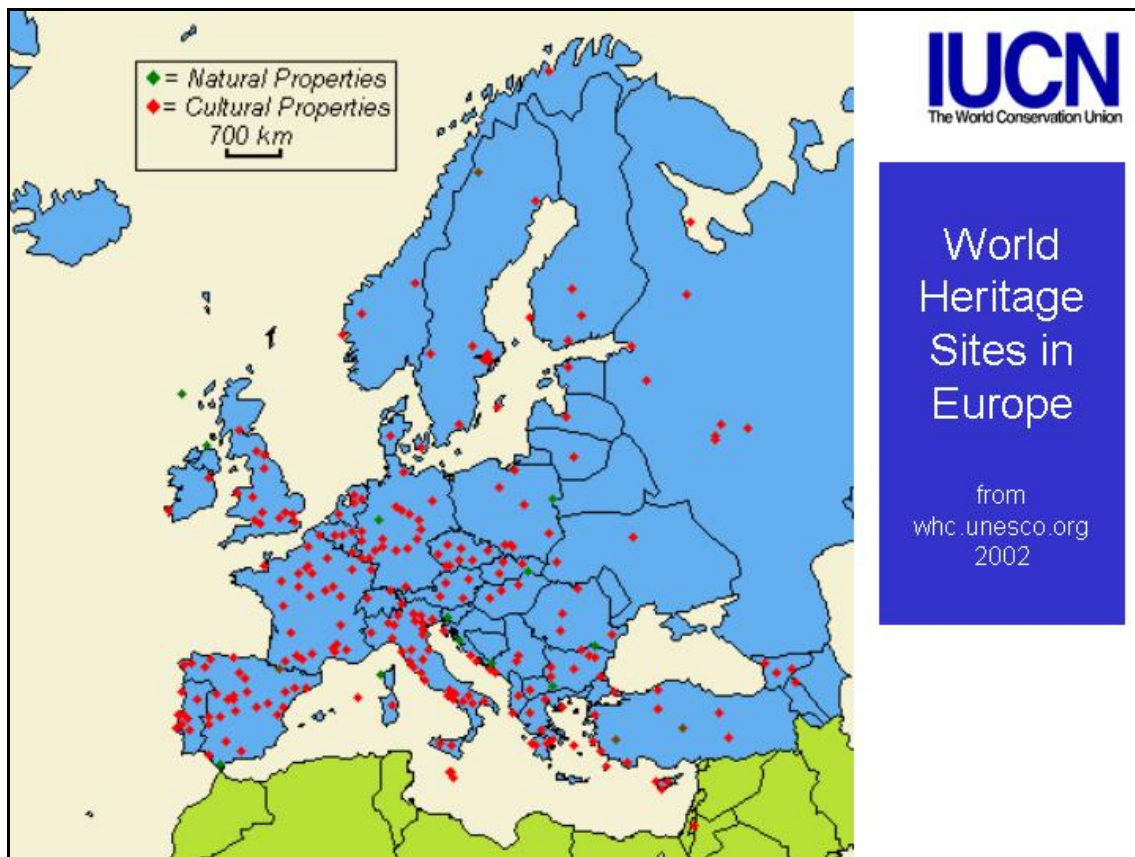 = Natural Properties
= Cultural Properties
700 km
IUCN
The World Conservation Union
World
Heritage
Sites in
Europe
from
whc.unesco.org
2002